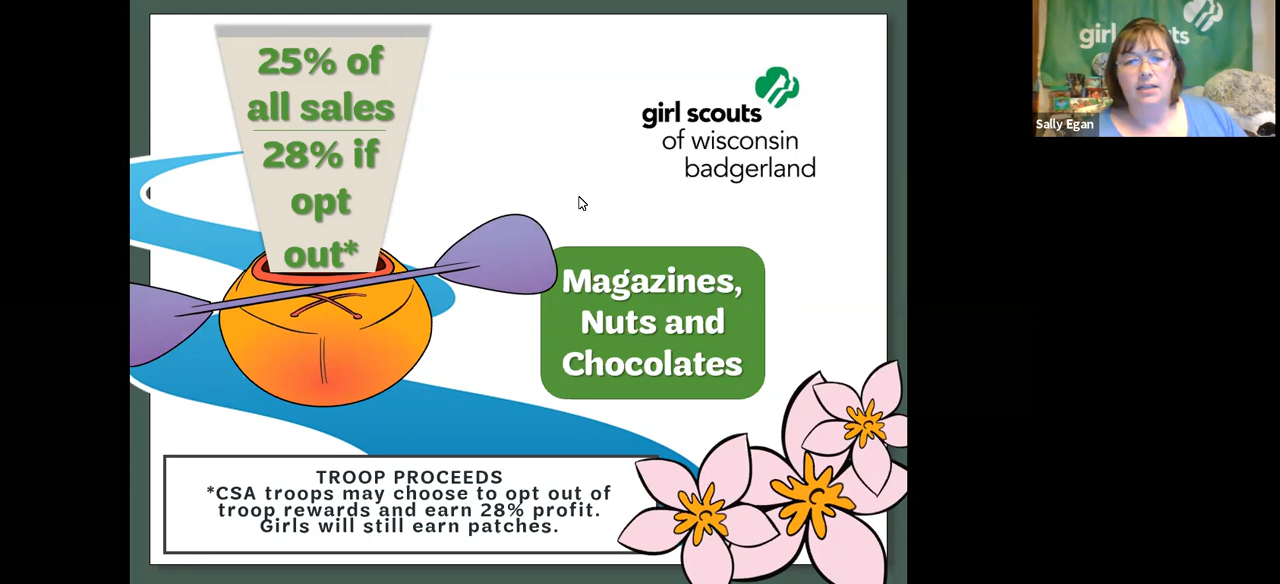 25% of
all sales
28% if
opt
out*
girl scouts
of wisconsin
badgerland
Magazines,
Nuts and
Chocolates
TROOP PROCEEDS
*CSA troops may choose to opt out of
troop rewards and earn 28% profit.
Girls will still earn patches.
girl scouts
Sally Egan